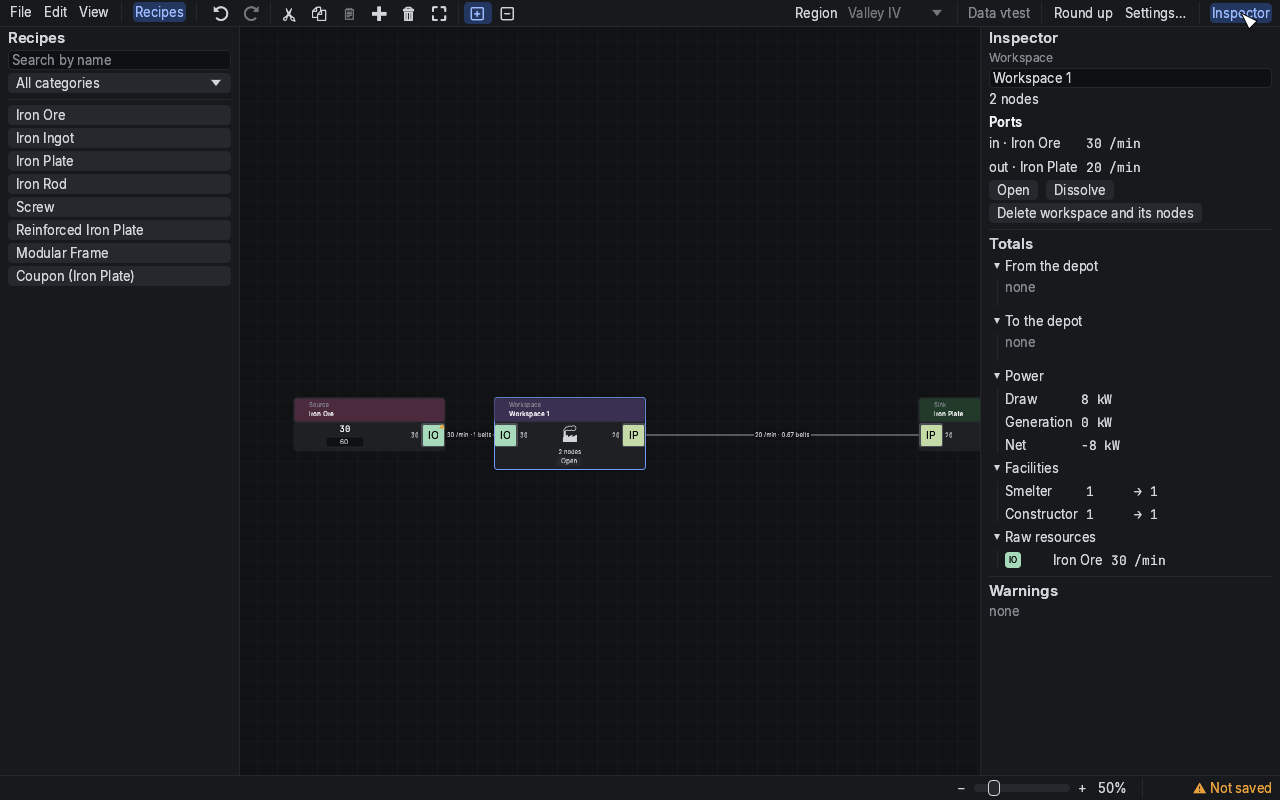 File Edit View Recipes Region Valley IV Data vtest Round up Settings... Inspector
Recipes
Search by name
All categories
Iron Ore
Iron Ingot
Iron Plate
Iron Rod
Screw
Reinforced Iron Plate
Modular Frame
Coupon (Iron Plate)
Source
Iron Ore
30
60
30 IO
30 /min · 1 belts
Workspace
Workspace 1
IO 30
20 IP
2 nodes
Open
20 /min · 0.67 belts
Sink
Iron Plate
IP 20
Inspector
Workspace
Workspace 1
2 nodes
Ports
in · Iron Ore 30 /min
out · Iron Plate 20 /min
Open Dissolve
Delete workspace and its nodes
Totals
▼ From the depot
none
▼ To the depot
none
▼ Power
Draw 8 kW
Generation 0 kW
Net -8 kW
▼ Facilities
Smelter 1 → 1
Constructor 1 → 1
▼ Raw resources
IO Iron Ore 30 /min
Warnings
none
− + 50% Not saved